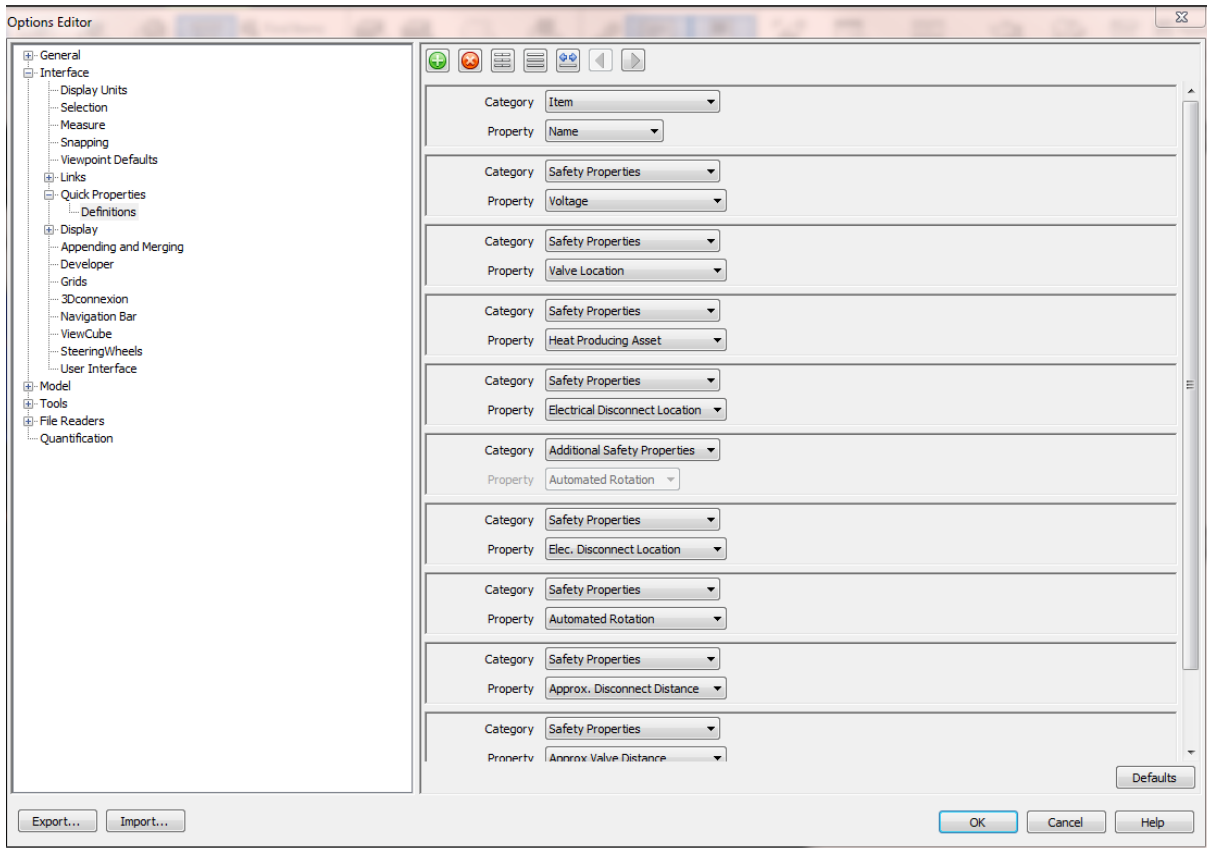 Options Editor
General
Interface
Display Units
Selection
Measure
Snapping
Viewpoint Defaults
Links
Quick Properties
Definitions
Display
Appending and Merging
Developer
Grids
3Dconnexion
Navigation Bar
ViewCube
SteeringWheels
User Interface
Model
Tools
File Readers
Quantification
Category Item
Property Name
Category Safety Properties
Property Voltage
Category Safety Properties
Property Valve Location
Category Safety Properties
Property Heat Producing Asset
Category Safety Properties
Property Electrical Disconnect Location
Category Additional Safety Properties
Property Automated Rotation
Category Safety Properties
Property Elec. Disconnect Location
Category Safety Properties
Property Automated Rotation
Category Safety Properties
Property Approx. Disconnect Distance
Category Safety Properties
Property Approx Valve Distance
Defaults
Export... Import... OK Cancel Help